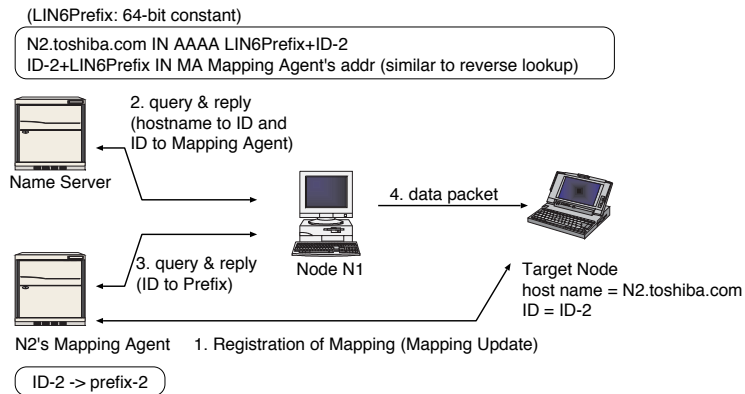 (LIN6Prefix: 64-bit constant)
N2.toshiba.com IN AAAA LIN6Prefix+ID-2
ID-2+LIN6Prefix IN MA Mapping Agent's addr (similar to reverse lookup)
2. query & reply
(hostname to ID and
ID to Mapping Agent)
Name Server
4. data packet
3. query & reply
(ID to Prefix)
Node N1
Target Node
host name = N2.toshiba.com
ID = ID-2
N2's Mapping Agent
1. Registration of Mapping (Mapping Update)
ID-2 -> prefix-2